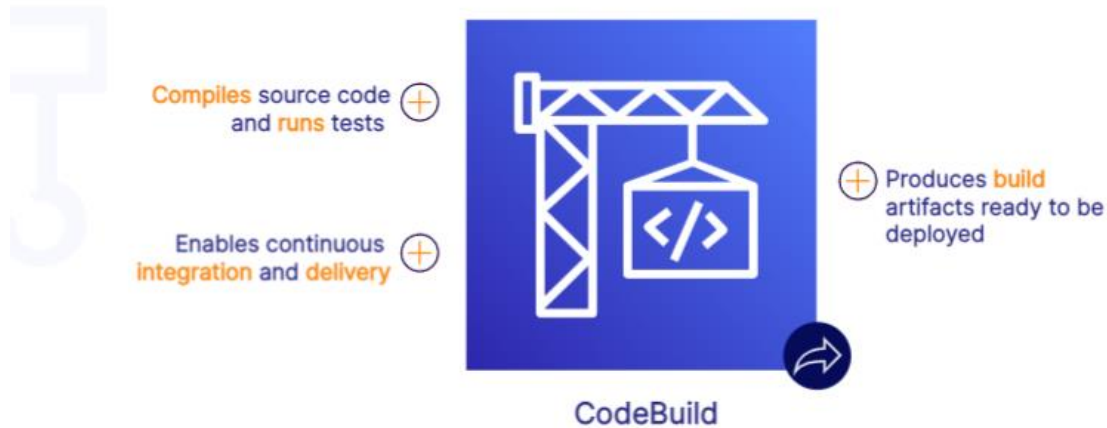 Compiles source code
and runs tests
Enables continuous
integration and delivery
</>
Produces build
artifacts ready to be
deployed
CodeBuild